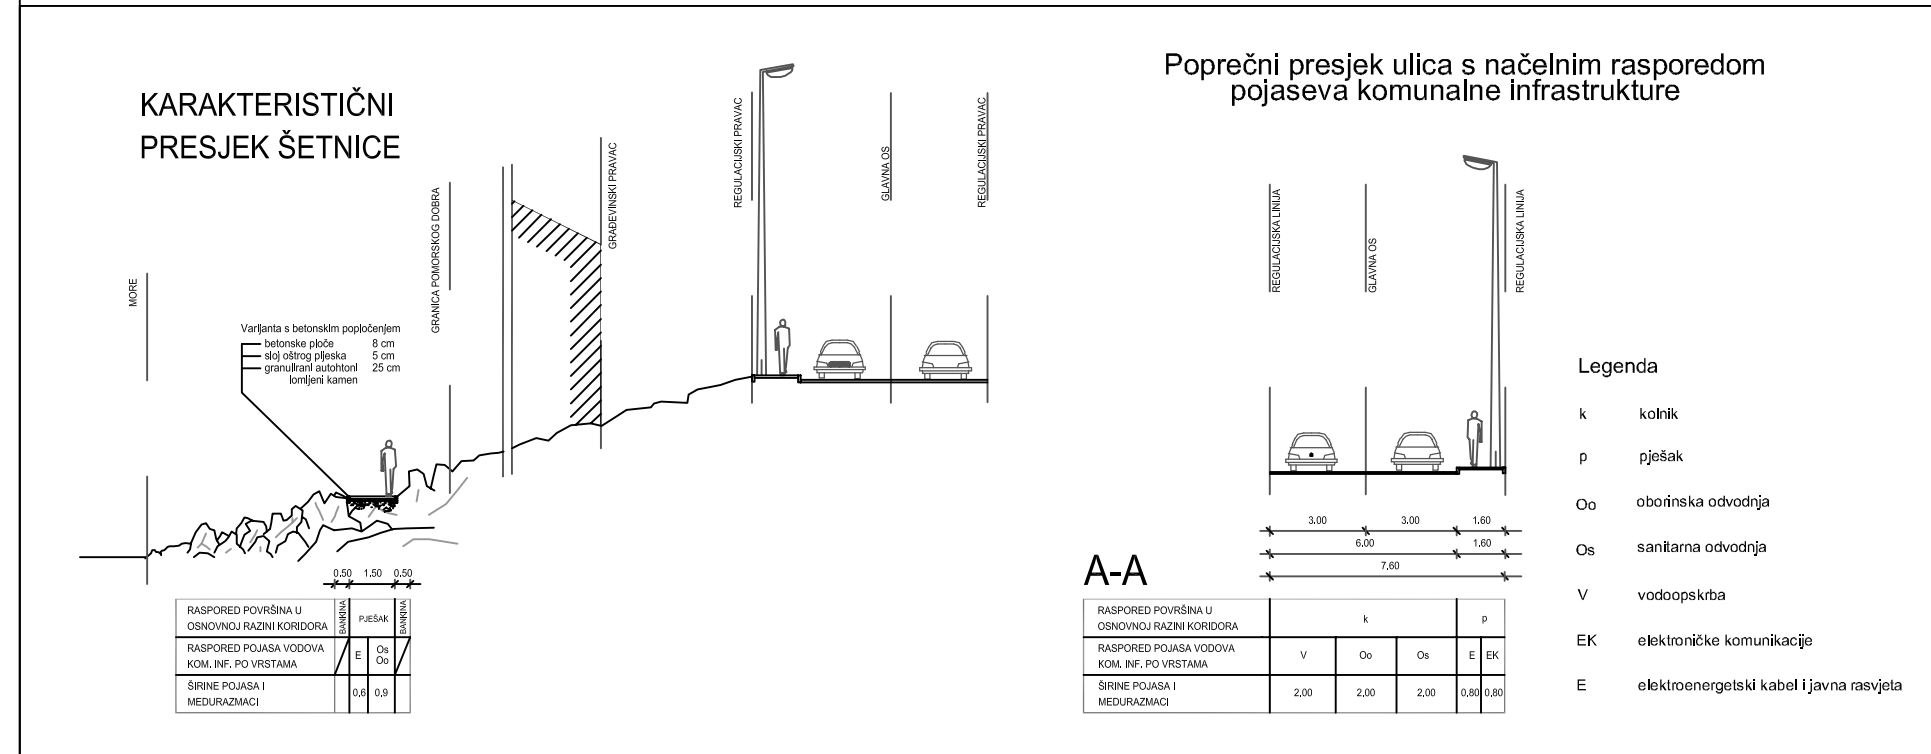 KARAKTERISTIČNI
PRESJEK ŠETNICE
MORE
GRANICA POMORSKOG DOBRA
GRAĐEVINSKI PRAVAC
REGULACIJSKI PRAVAC
GLAVNA OS
REGULACIJSKI PRAVAC
Varijanta s betonskim popločenjem
betonske ploče 8 cm
sloj oštrog pijeska 5 cm
granulirani autohtoni 25 cm
lomljeni kamen
0.50 1.50 0.50
RASPORED POVRŠINA U
OSNOVNOJ RAZINI KORIDORA
BANKINA
PJEŠAK
BANKINA
RASPORED POJASA VODOVA
KOM. INF. PO VRSTAMA
E
Os
Oo
ŠIRINE POJASA I
MEĐURAZMACI
0,6 0,9
Poprečni presjek ulica s načelnim rasporedom
pojaseva komunalne infrastrukture
REGULACIJSKA LINIJA
GLAVNA OS
REGULACIJSKA LINIJA
3.00 3.00 1.60
6.00 1.60
7.60
A-A
RASPORED POVRŠINA U
OSNOVNOJ RAZINI KORIDORA
k p
RASPORED POJASA VODOVA
KOM. INF. PO VRSTAMA
V Oo Os E EK
ŠIRINE POJASA I
MEĐURAZMACI
2,00 2,00 2,00 0,80 0,80
Legenda
k kolnik
p pješak
Oo oborinska odvodnja
Os sanitarna odvodnja
V vodoopskrba
EK elektroničke komunikacije
E elektroenergetski kabel i javna rasvjeta